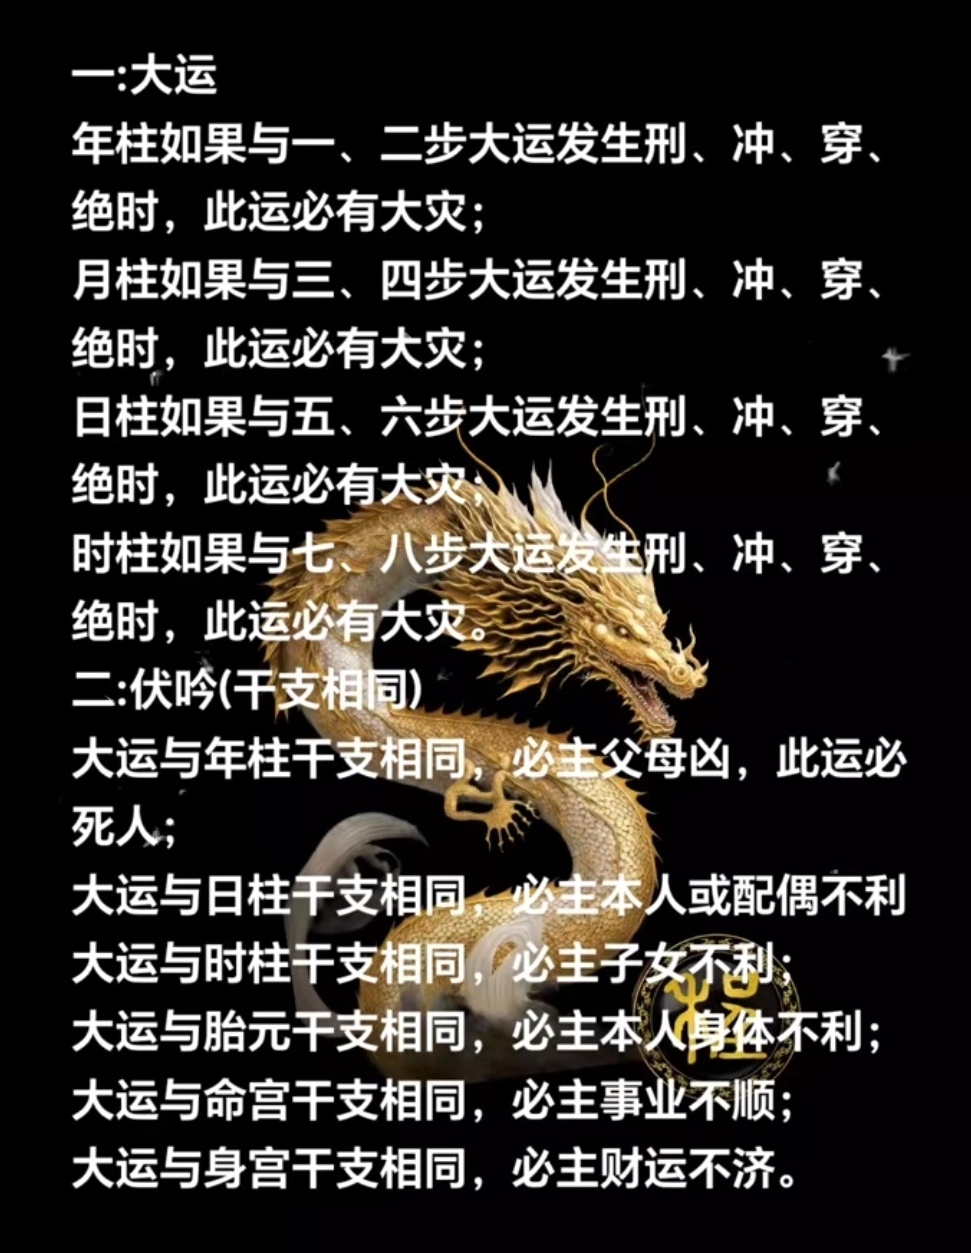 一:大运
年柱如果与一、二步大运发生刑、冲、穿、
绝时，此运必有大灾；
月柱如果与三、四步大运发生刑、冲、穿、
绝时，此运必有大灾；
日柱如果与五、六步大运发生刑、冲、穿、
绝时，此运必有大灾；
时柱如果与七、八步大运发生刑、冲、穿、
绝时，此运必有大灾。
二:伏吟(干支相同)
大运与年柱干支相同，必主父母凶，此运必
死人；
大运与日柱干支相同，必主本人或配偶不利
大运与时柱干支相同，必主子女不利；
大运与胎元干支相同，必主本人身体不利；
大运与命宫干支相同，必主事业不顺；
大运与身宫干支相同，必主财运不济。